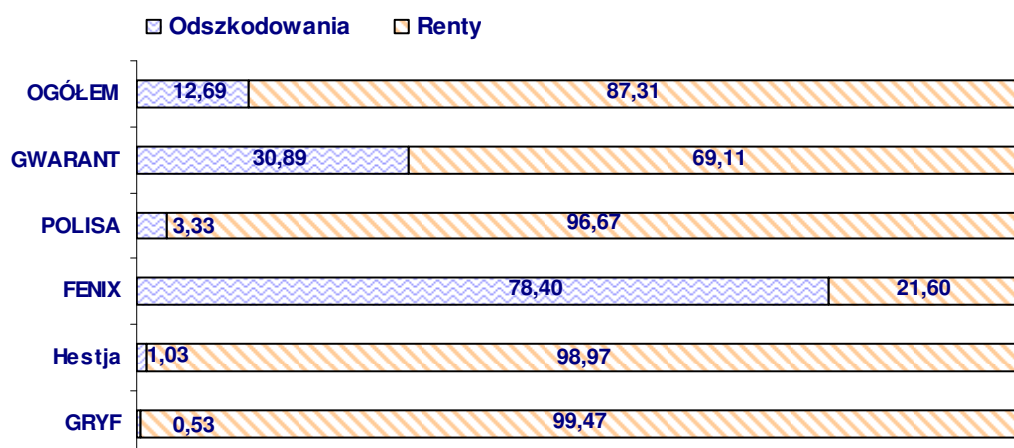 Odszkodowania Renty
OGÓŁEM 12,69 87,31
GWARANT 30,89 69,11
POLISA 3,33 96,67
FENIX 78,40 21,60
Hestja 1,03 98,97
GRYF 0,53 99,47